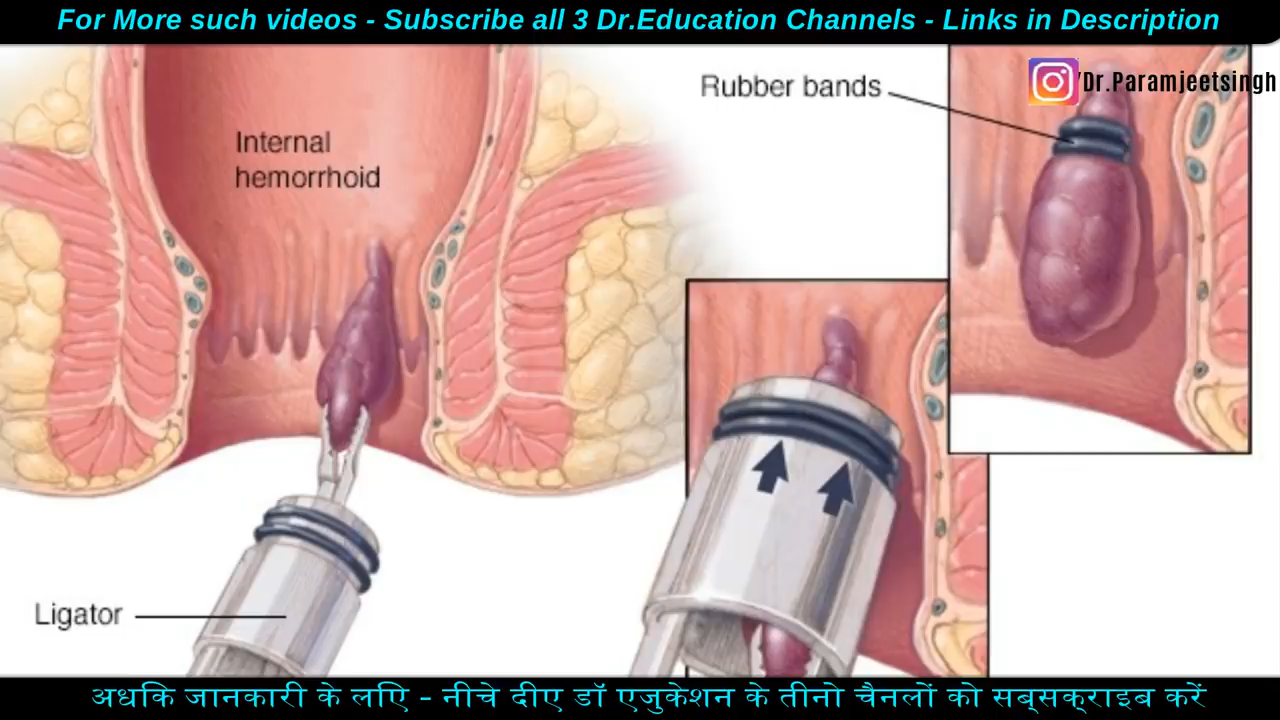 For More such videos - Subscribe all 3 Dr.Education Channels - Links in Description
Rubber bands
/Dr.Paramjeetsingh
Internal
hemorrhoid
Ligator
अधकि जानकारी के लएि - नीचे दीए डॉ एजुकेशन के तीनो चैनलों को सब्सक्राइब करें